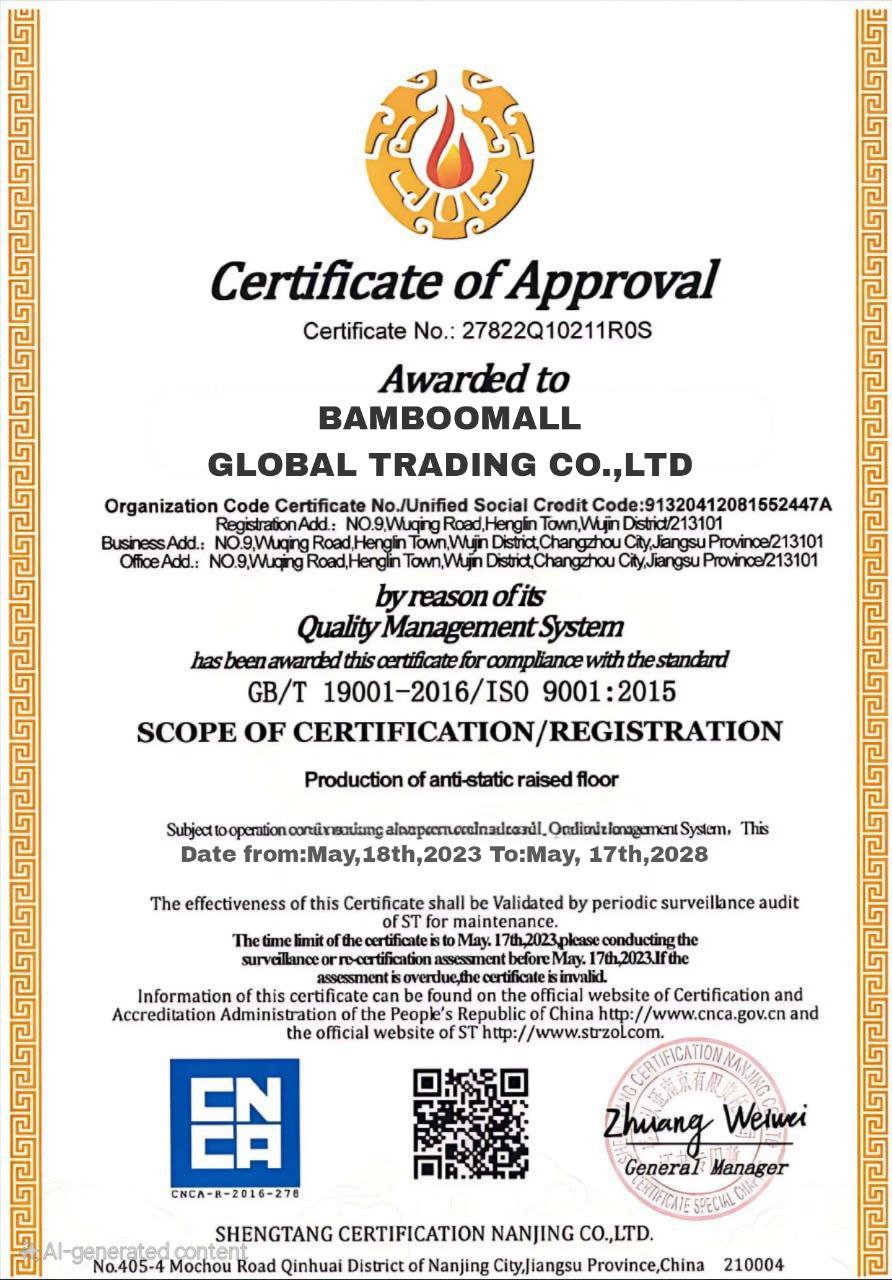 Certificate of Approval
Certificate No.: 27822Q10211R0S
Awarded to
BAMBOOMALL
GLOBAL TRADING CO.,LTD
Organization Code Certificate No./Unified Social Credit Code:91320412081552447A
Registration Add.: NO.9,Wuqing Road,Henglin Town,Wujin District/213101
Business Add.: NO.9,Wuqing Road,Henglin Town,Wujin District,Changzhou City,Jiangsu Province/213101
Office Add.: NO.9,Wuqing Road,Henglin Town,Wujin District,Changzhou City,Jiangsu Province/213101
by reason of its
Quality Management System
has been awarded this certificate for compliance with the standard
GB/T 19001-2016/ISO 9001:2015
SCOPE OF CERTIFICATION/REGISTRATION
Production of anti-static raised floor
Subject to operation System, This
Date from:May,18th,2023 To:May, 17th,2028
The effectiveness of this Certificate shall be Validated by periodic surveillance audit
of ST for maintenance.
The time limit of the certificate is to May. 17th,2023,please conducting the
surveillance or re-certification assessment before May. 17th,2023.If the
assessment is overdue,the certificate is invalid.
Information of this certificate can be found on the official website of Certification and
Accreditation Administration of the People's Republic of China http://www.cnca.gov.cn and
the official website of ST http://www.strzol.com.
CN
CA
CNCA-R-2016-278
CERTIFICATION NANJING
Zhuang Weiwei
General Manager
CERTIFICATE SPECIAL
SHENGTANG CERTIFICATION NANJING CO.,LTD.
AI-generated content
No.405-4 Mochou Road Qinhuai District of Nanjing City,Jiangsu Province,China 210004